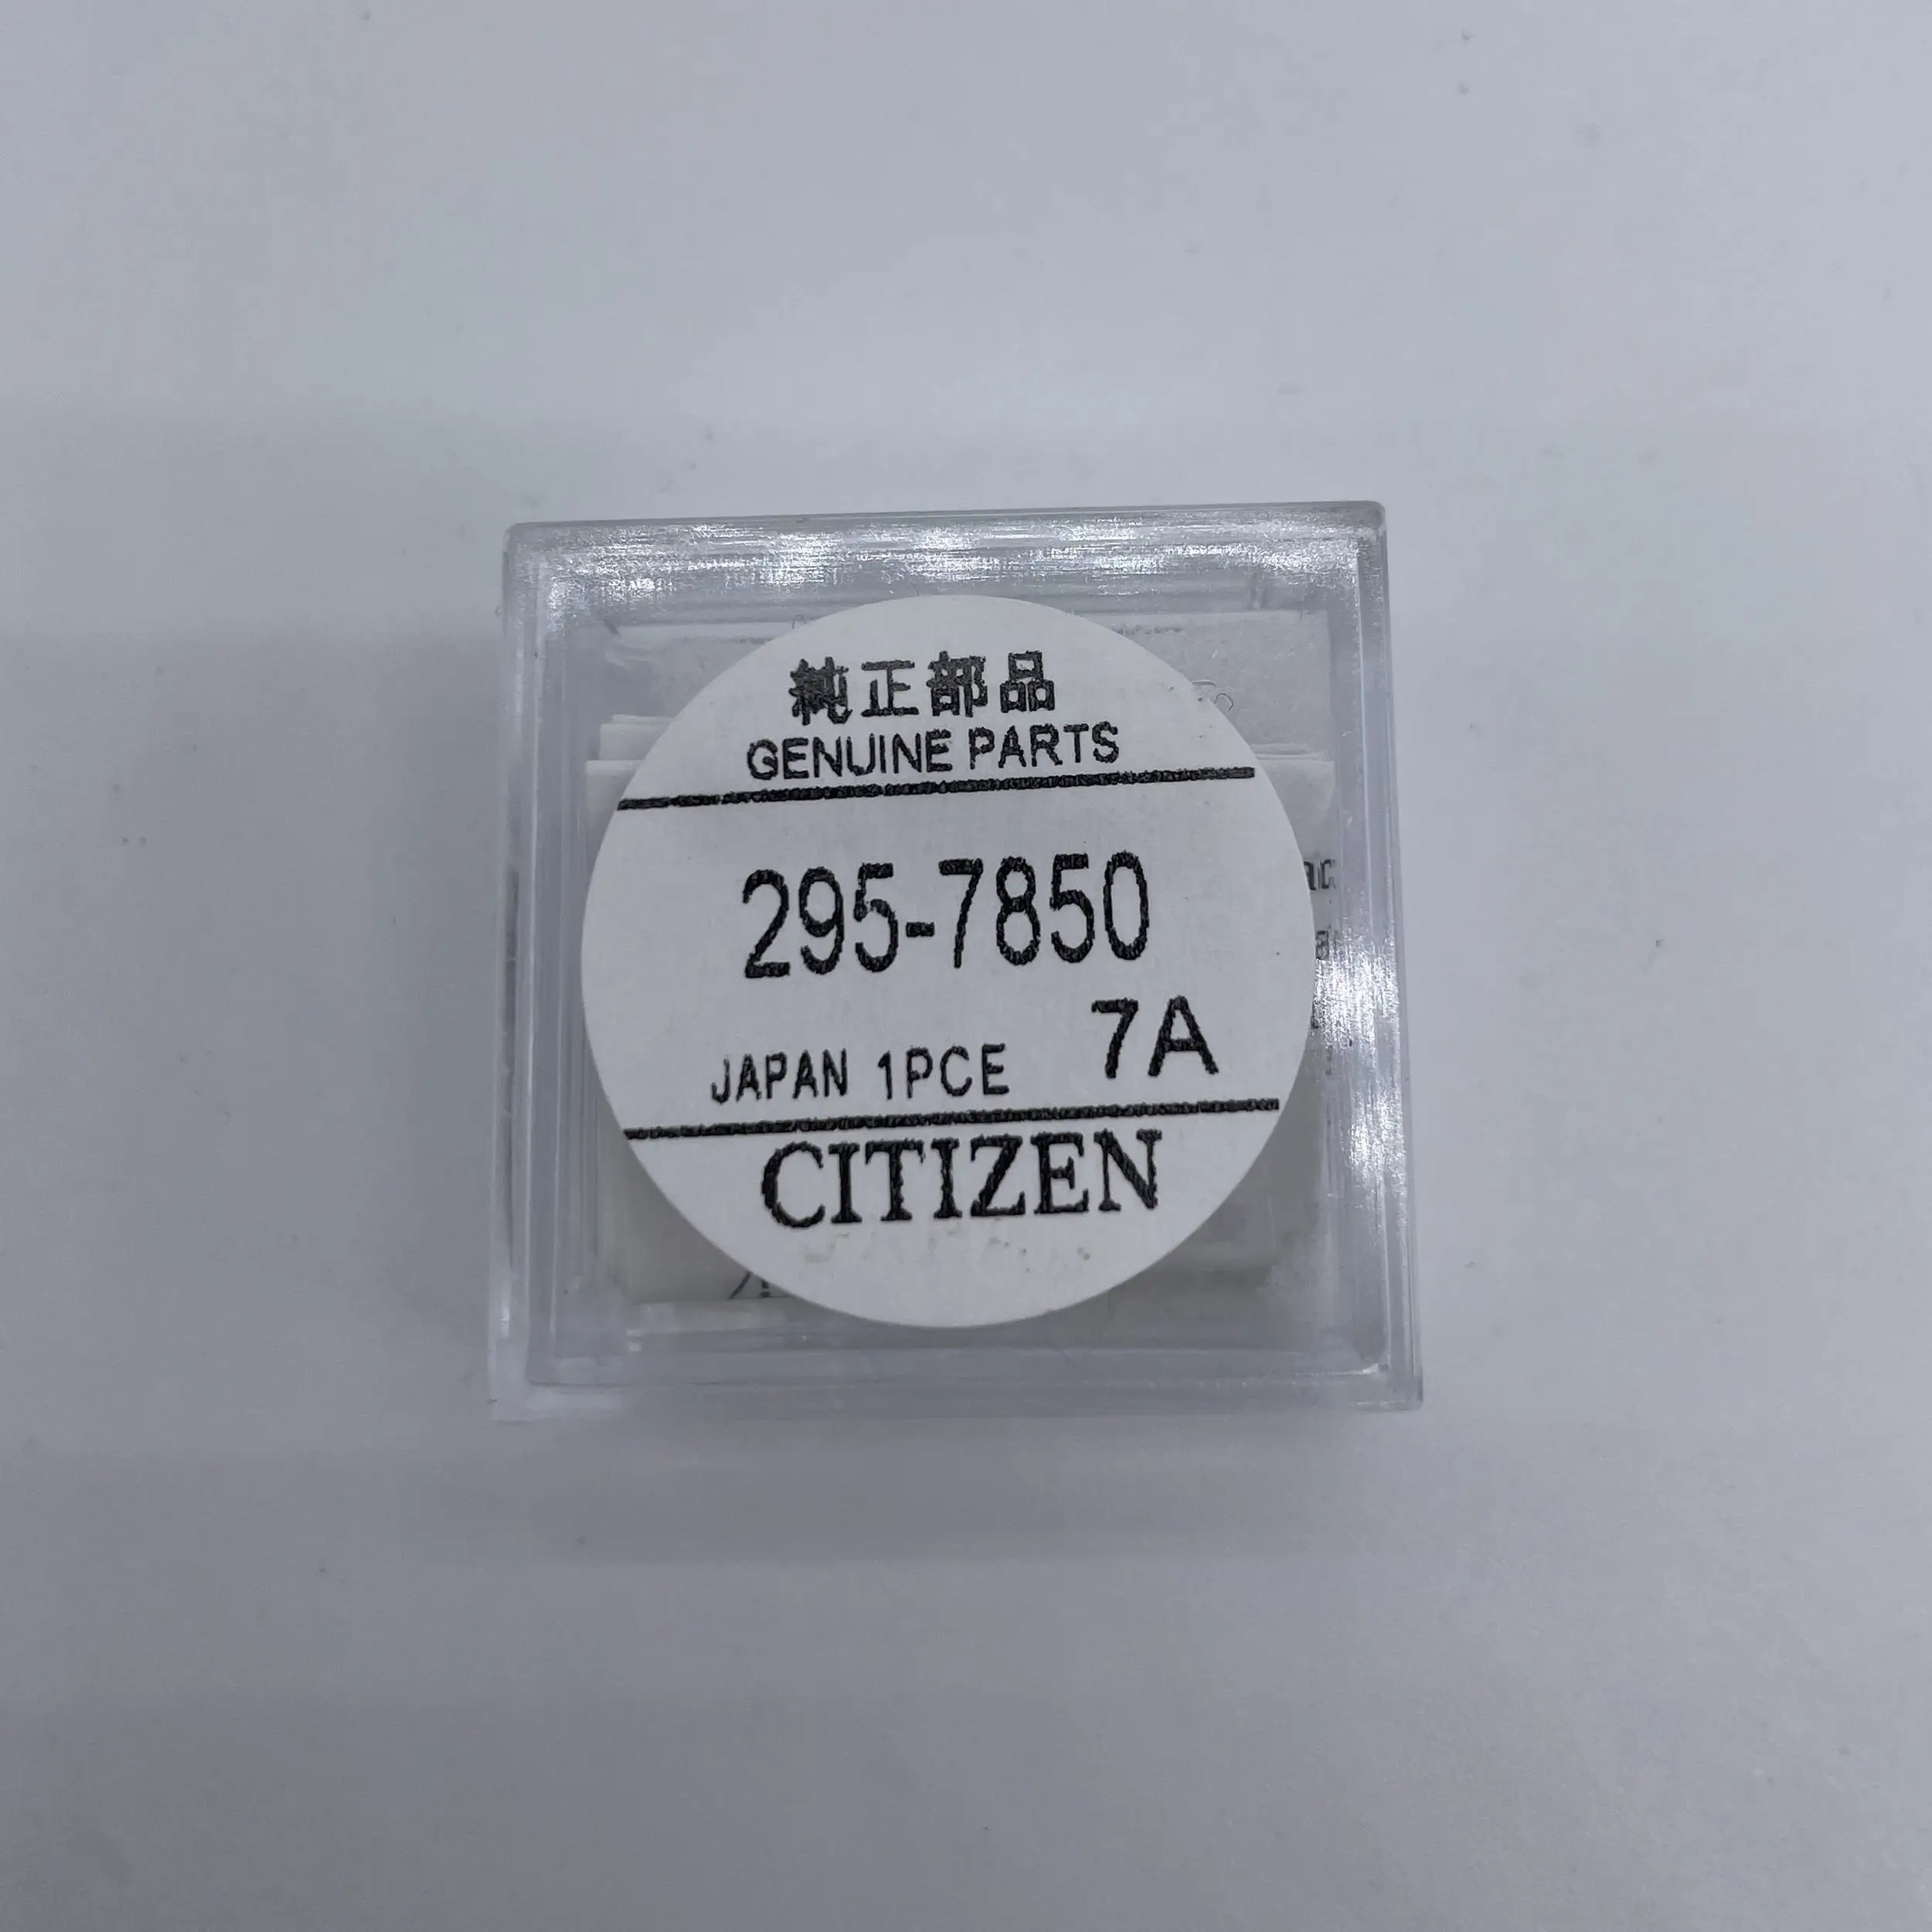 純正部品
GENUINE PARTS
295-7850
JAPAN 1PCE 7A
CITIZEN